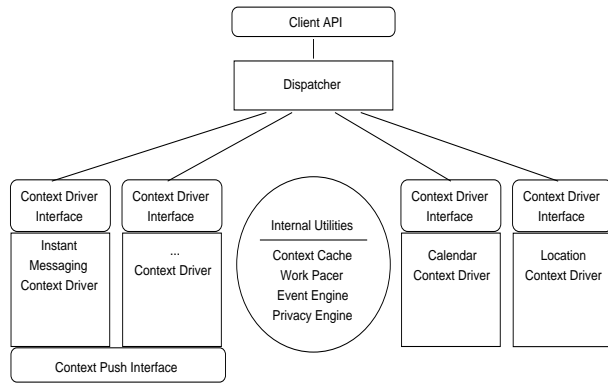 Client API
Dispatcher
Context Driver
Interface
Context Driver
Interface
Context Driver
Interface
Context Driver
Interface
Instant
Messaging
Context Driver
...
Context Driver
Internal Utilities
Context Cache
Work Pacer
Event Engine
Privacy Engine
Calendar
Context Driver
Location
Context Driver
Context Push Interface